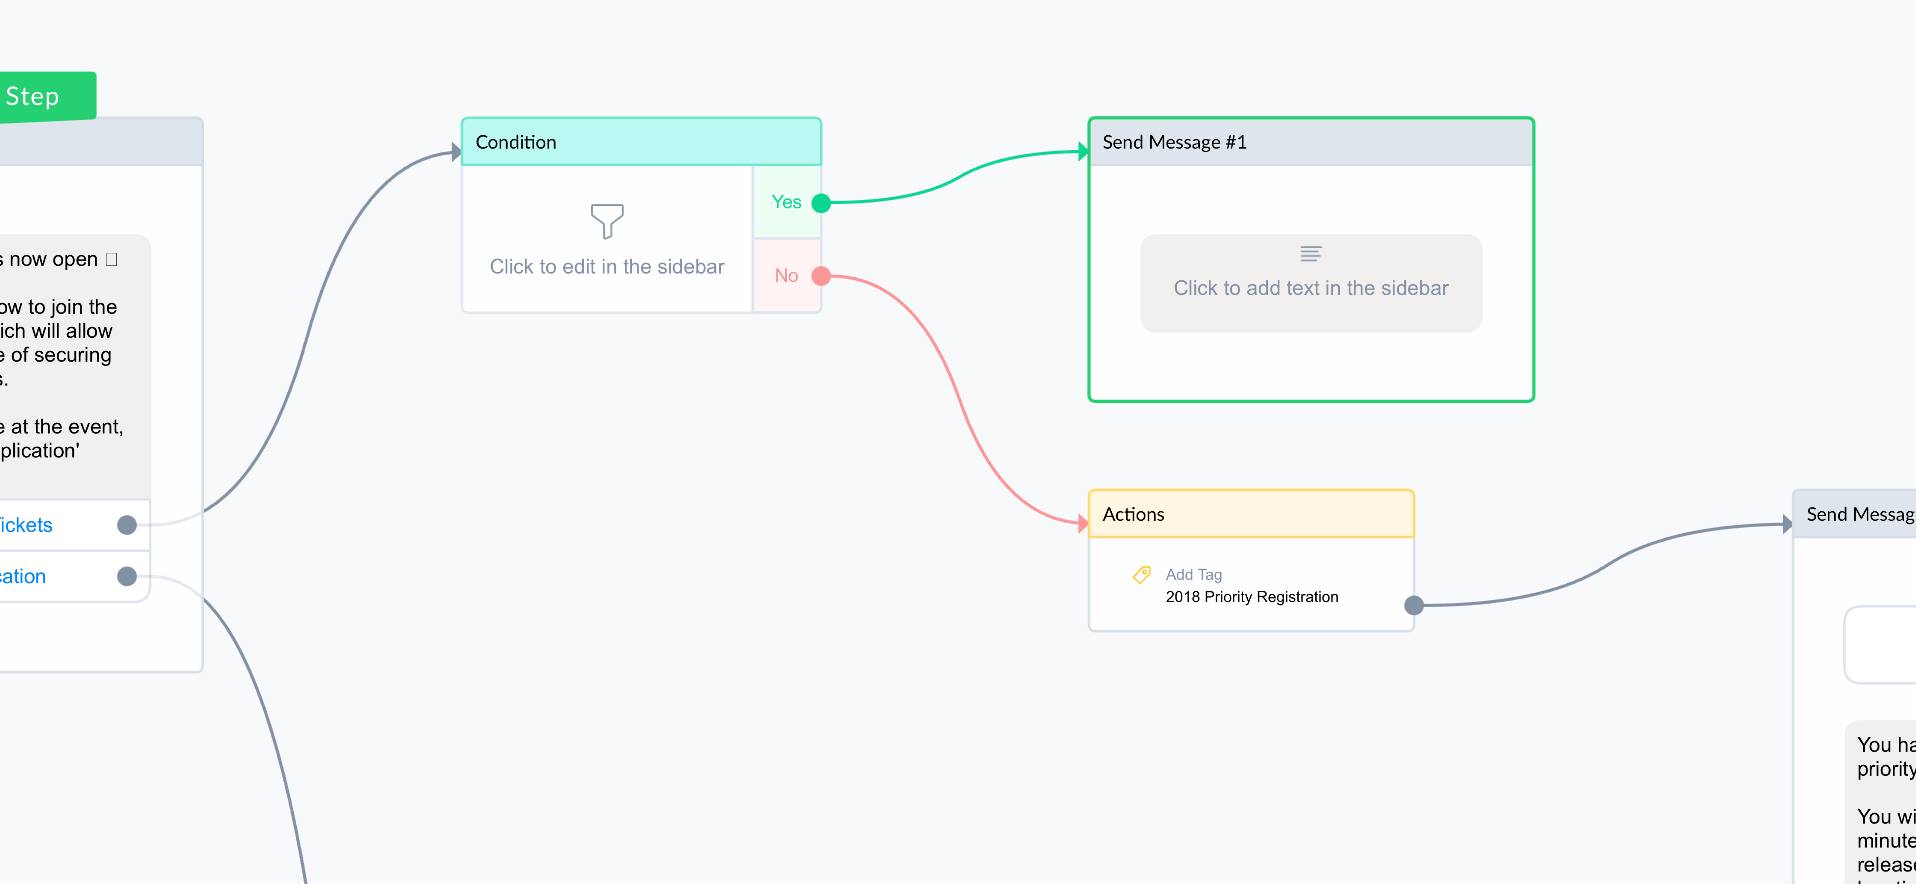 Step
s now open
ow to join the
ich will allow
e of securing
s.
e at the event,
plication'
Tickets
cation
Condition
Click to edit in the sidebar
Yes
No
Send Message #1
Click to add text in the sidebar
Actions
Add Tag
2018 Priority Registration
Send Messag
You ha
priority
You wi
minute
release